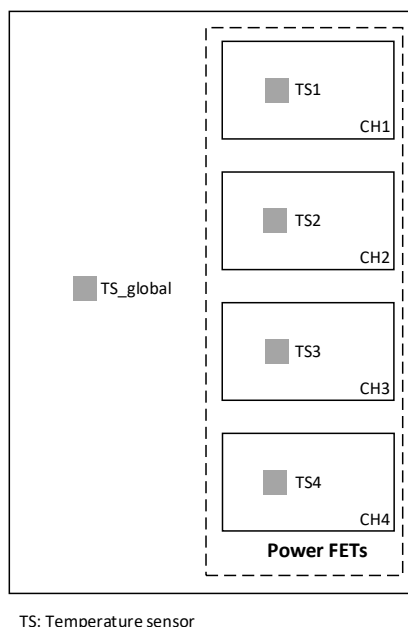 TS1
CH1
TS2
CH2
TS_global
TS3
CH3
TS4
CH4
Power FETs
TS: Temperature sensor